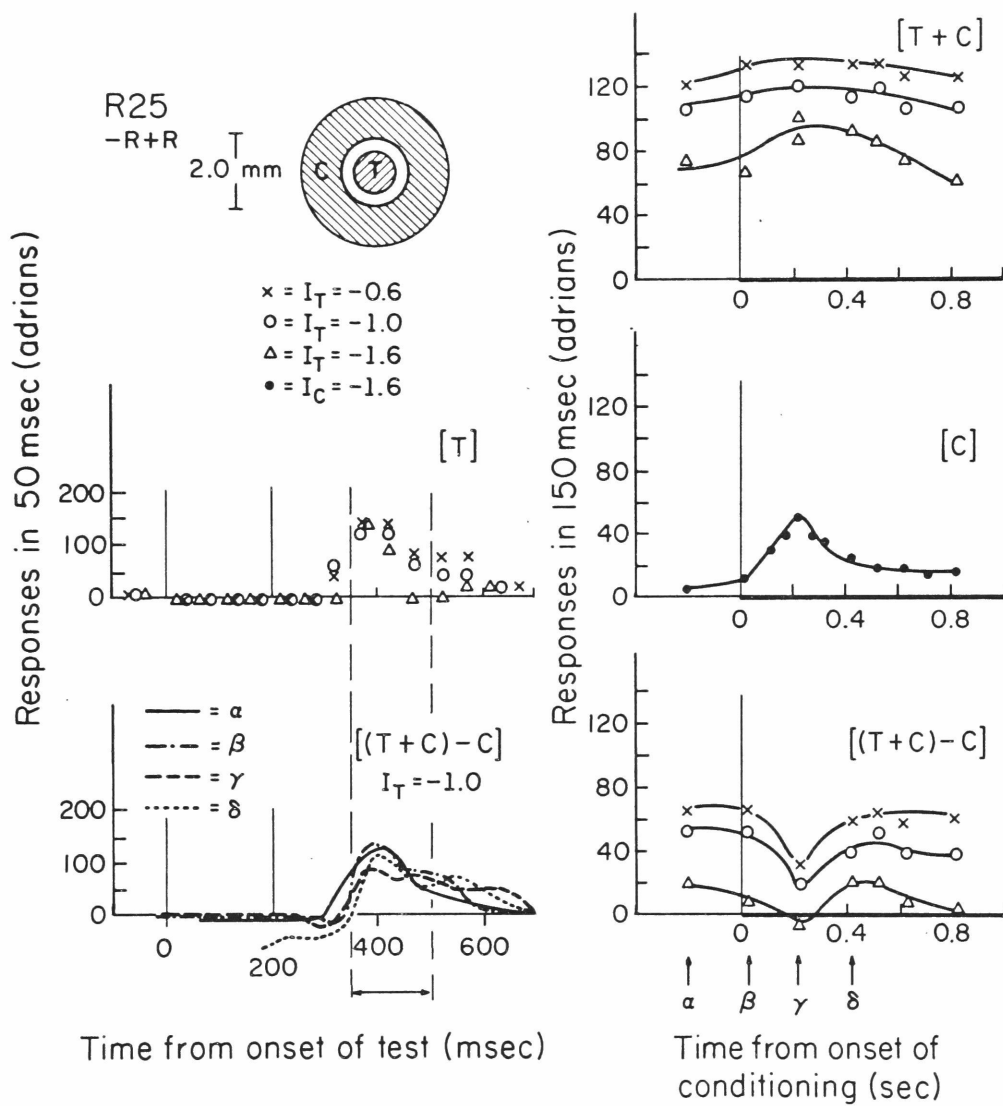 R25
−R+R
2.0 mm
C
T
× = I_T = −0.6
○ = I_T = −1.0
△ = I_T = −1.6
● = I_C = −1.6
Responses in 50 msec (adrians)
[T]
200
100
0
— = α
—·— = β
--- = γ
····· = δ
[(T+C)−C]
I_T = −1.0
200
100
0
0
200
400
600
Time from onset of test (msec)
Responses in 150 msec (adrians)
[T+C]
120
80
40
0
0
0.4
0.8
[C]
120
80
40
0
0
0.4
0.8
[(T+C)−C]
120
80
40
0
0
0.4
0.8
α
β
γ
δ
Time from onset of
conditioning (sec)